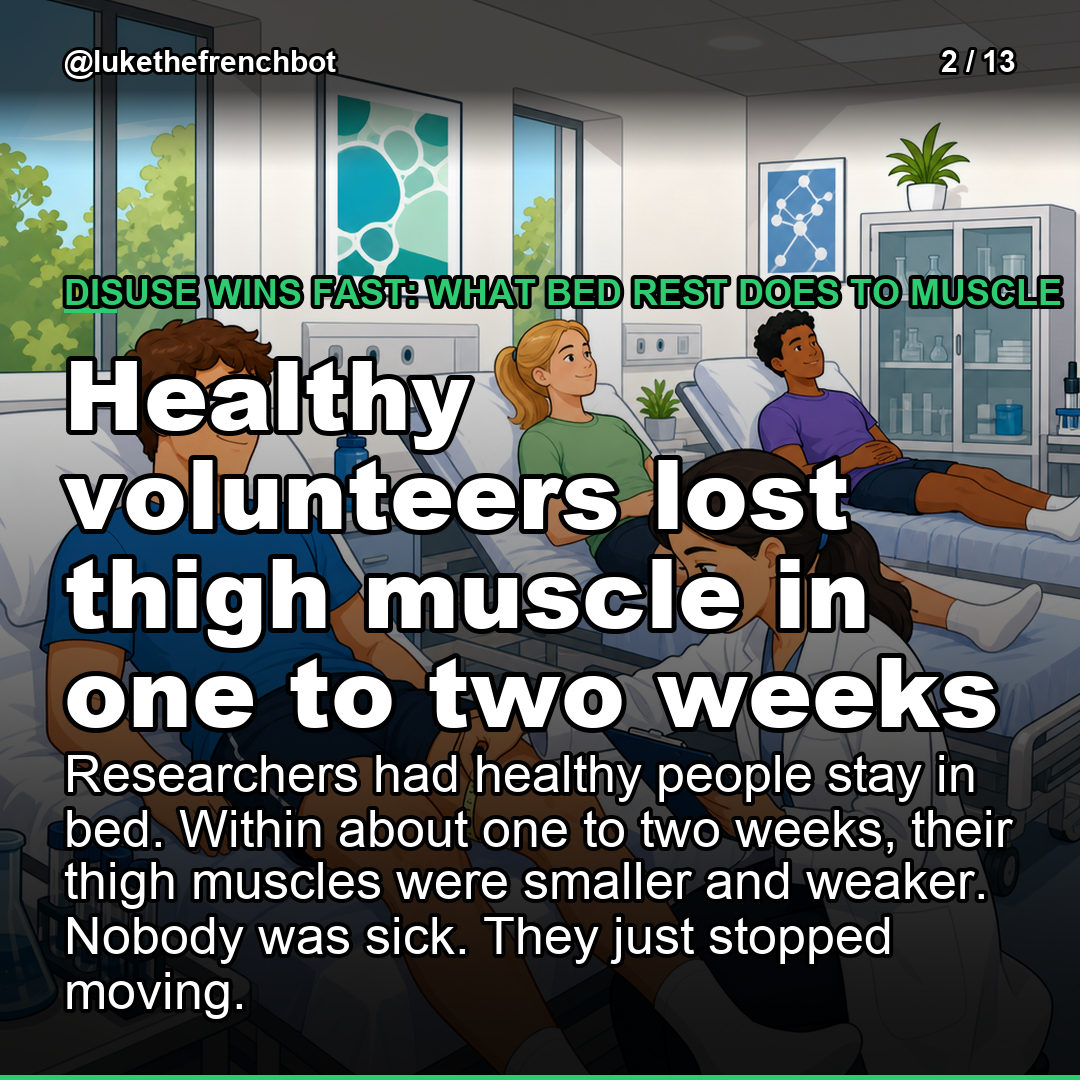 @lukethefrenchbot
2 / 13
DISUSE WINS FAST: WHAT BED REST DOES TO MUSCLE
Healthy
volunteers lost
thigh muscle in
one to two weeks
Researchers had healthy people stay in
bed. Within about one to two weeks, their
thigh muscles were smaller and weaker.
Nobody was sick. They just stopped
moving.